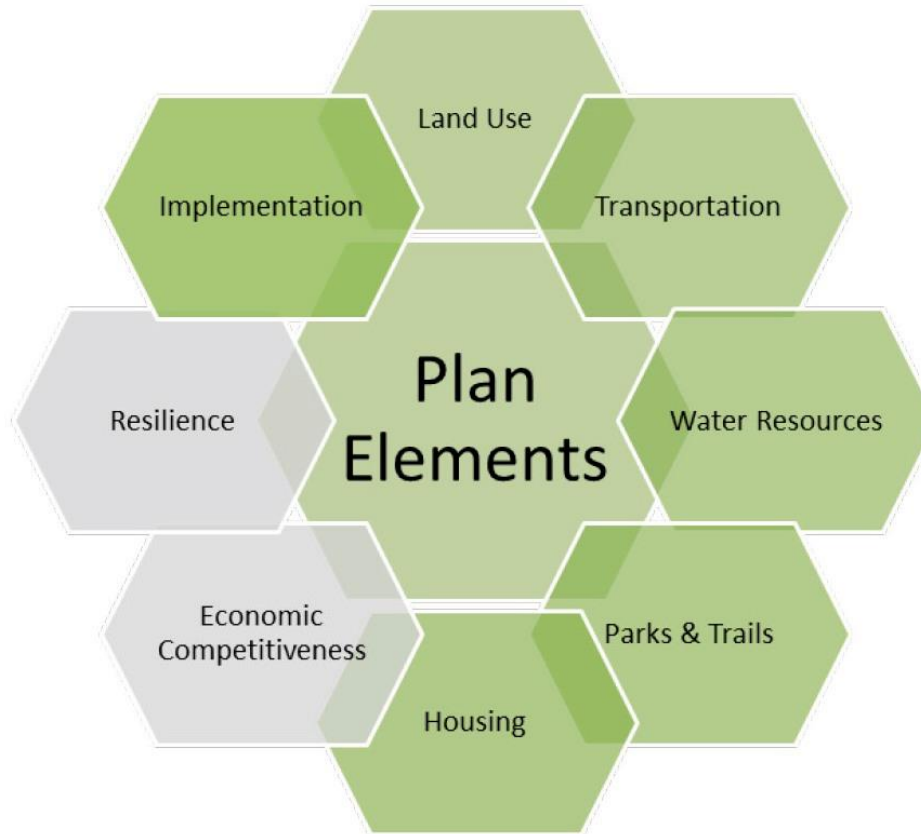 Land Use
Implementation
Transportation
Plan
Elements
Resilience
Water Resources
Economic
Competitiveness
Parks & Trails
Housing